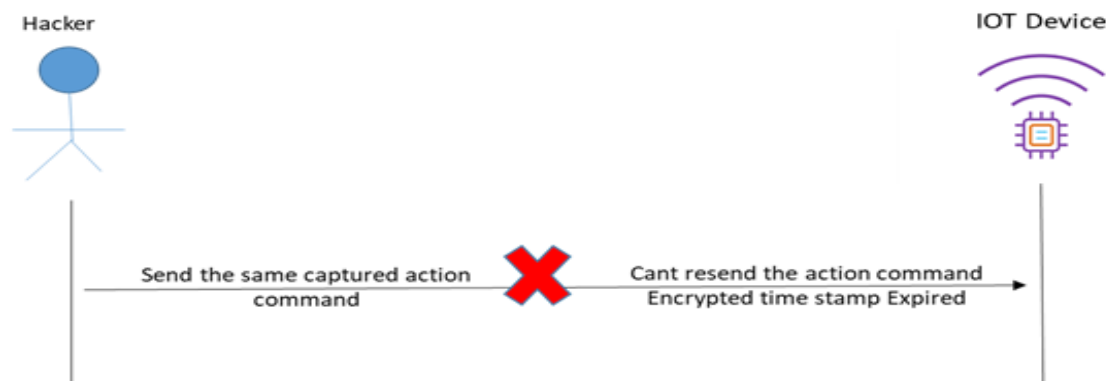 Hacker
IOT Device
Send the same captured action
command
Cant resend the action command
Encrypted time stamp Expired